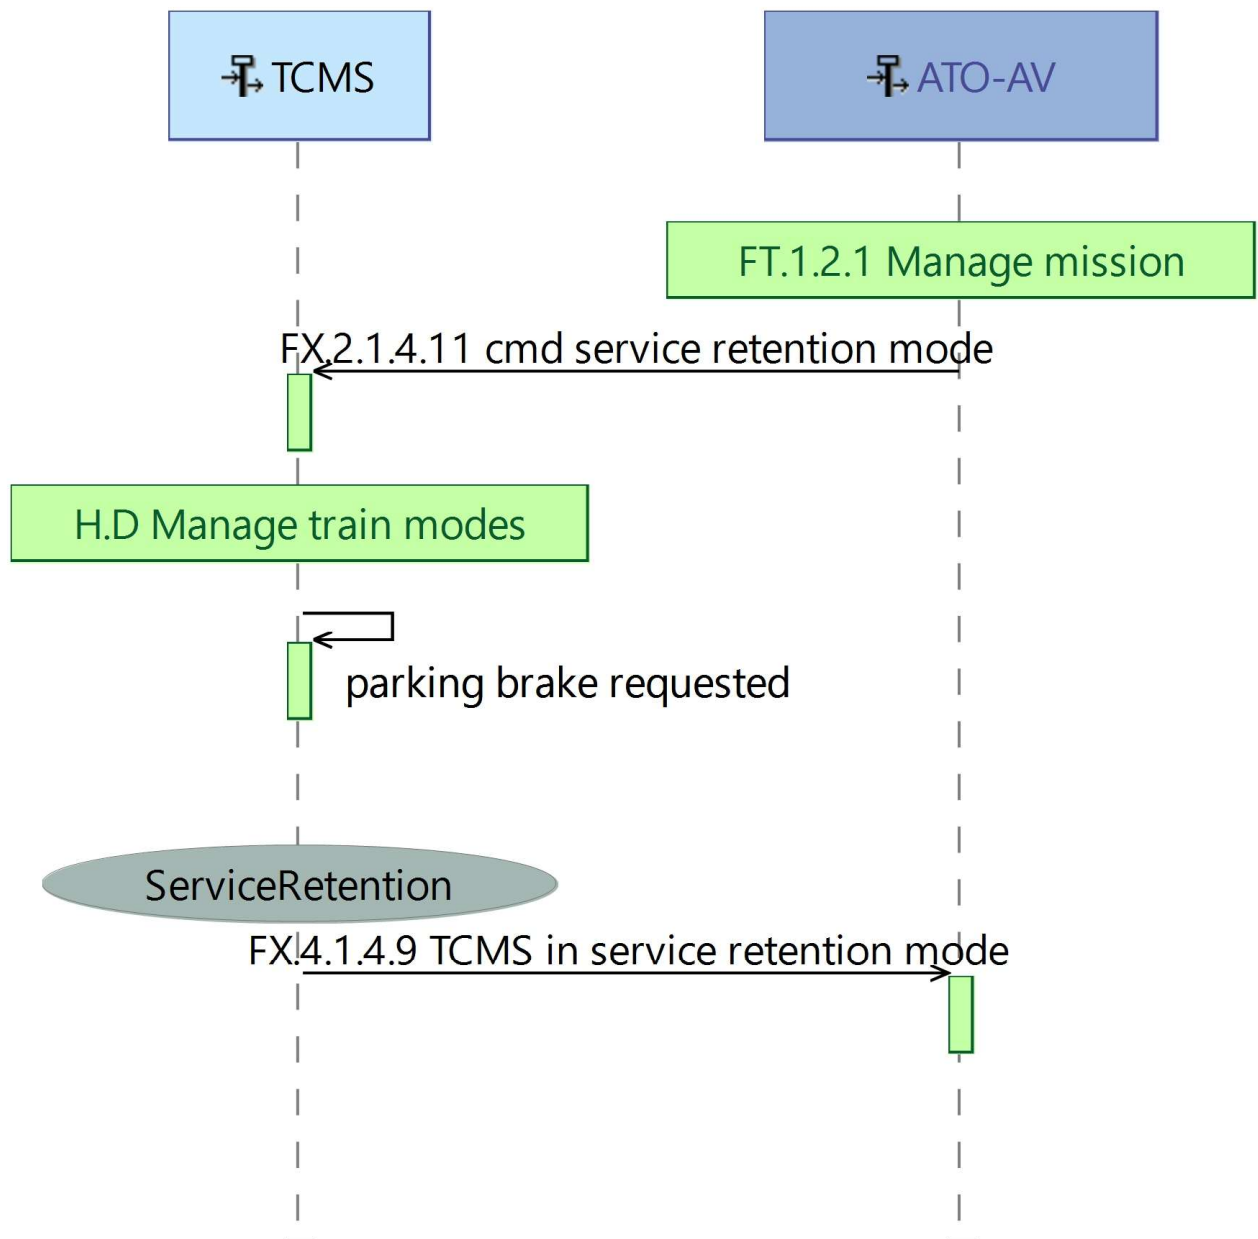 TCMS
ATO-AV
FT.1.2.1 Manage mission
FX.2.1.4.11 cmd service retention mode
H.D Manage train modes
parking brake requested
ServiceRetention
FX.4.1.4.9 TCMS in service retention mode